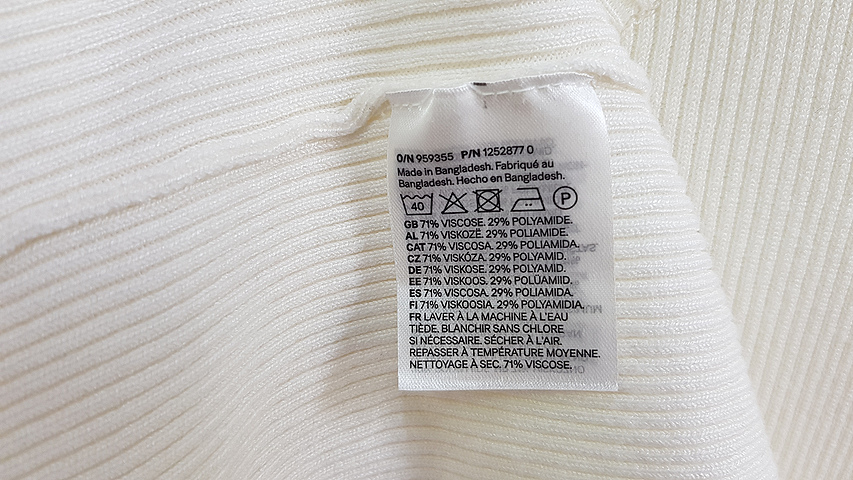 O/N 959355 P/N 1252877 0
Made in Bangladesh. Fabriqué au
Bangladesh. Hecho en Bangladesh.
40 P
GB 71% VISCOSE. 29% POLYAMIDE.
AL 71% VISKOZË. 29% POLIAMIDE.
CAT 71% VISCOSA. 29% POLIAMIDA.
CZ 71% VISKÓZA. 29% POLYAMID.
DE 71% VISKOSE. 29% POLYAMID.
EE 71% VISKOOS. 29% POLÜAMIID.
ES 71% VISCOSA. 29% POLIAMIDA.
FI 71% VISKOOSIA. 29% POLYAMIDIA.
FR LAVER À LA MACHINE À L'EAU
TIÈDE. BLANCHIR SANS CHLORE
SI NÉCESSAIRE. SÉCHER À L'AIR.
REPASSER À TEMPÉRATURE MOYENNE.
NETTOYAGE À SEC. 71% VISCOSE.